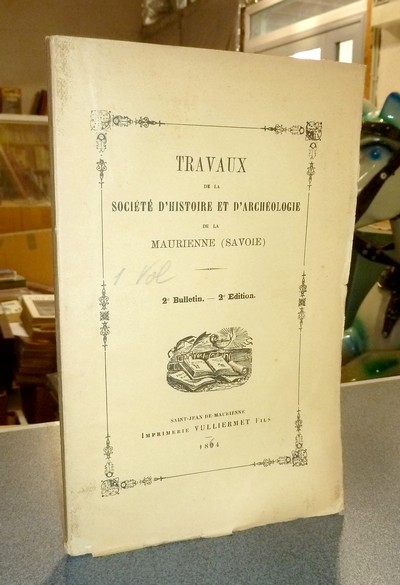 TRAVAUX
DE LA
SOCIÉTÉ D'HISTOIRE ET D'ARCHÉOLOGIE
DE LA
MAURIENNE (SAVOIE)
1 Vol
2e Bulletin. — 2e Edition.
SAINT-JEAN-DE-MAURIENNE
IMPRIMERIE VULLIERMET FILS
1894